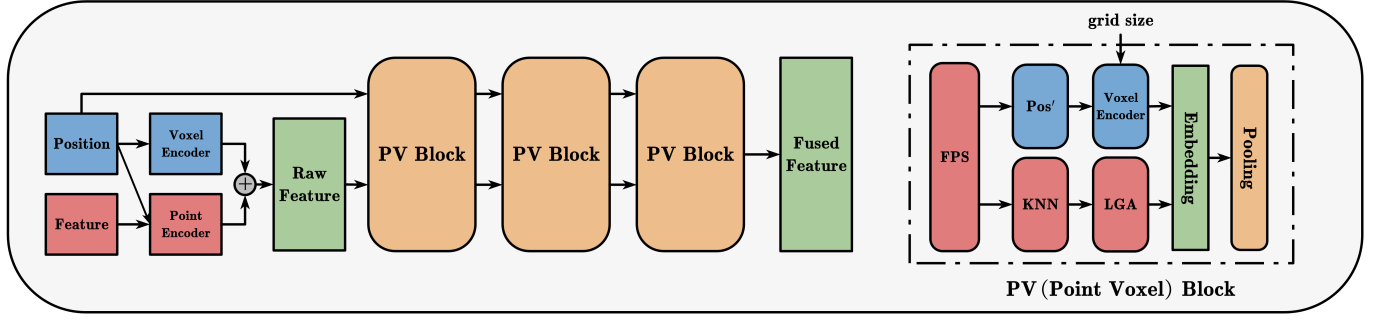 Position
Voxel
Encoder
Feature
Point
Encoder
+
Raw
Feature
PV Block
PV Block
PV Block
Fused
Feature
grid size
FPS
Pos′
Voxel
Encoder
KNN
LGA
Embedding
Pooling
PV (Point Voxel) Block